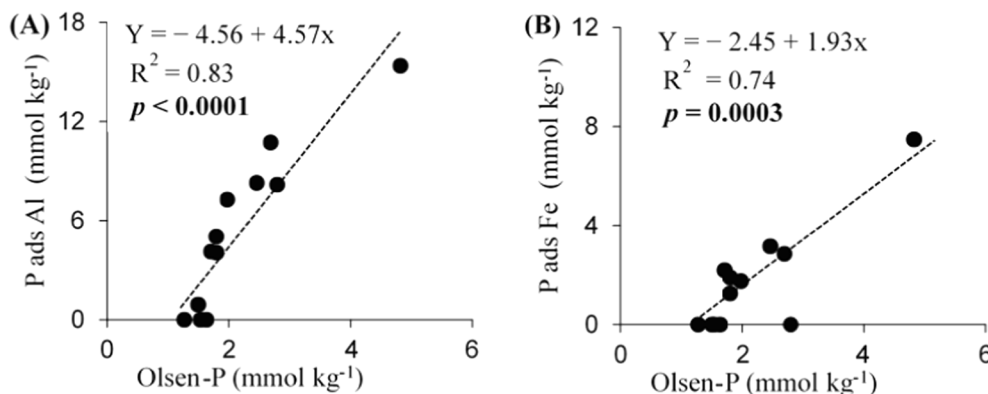 (A)
Y = − 4.56 + 4.57x
R² = 0.83
p < 0.0001
P ads Al (mmol kg⁻¹)
18
12
6
0
0 2 4 6
Olsen-P (mmol kg⁻¹)
(B)
Y = − 2.45 + 1.93x
R² = 0.74
p = 0.0003
P ads Fe (mmol kg⁻¹)
12
8
4
0
0 2 4 6
Olsen-P (mmol kg⁻¹)